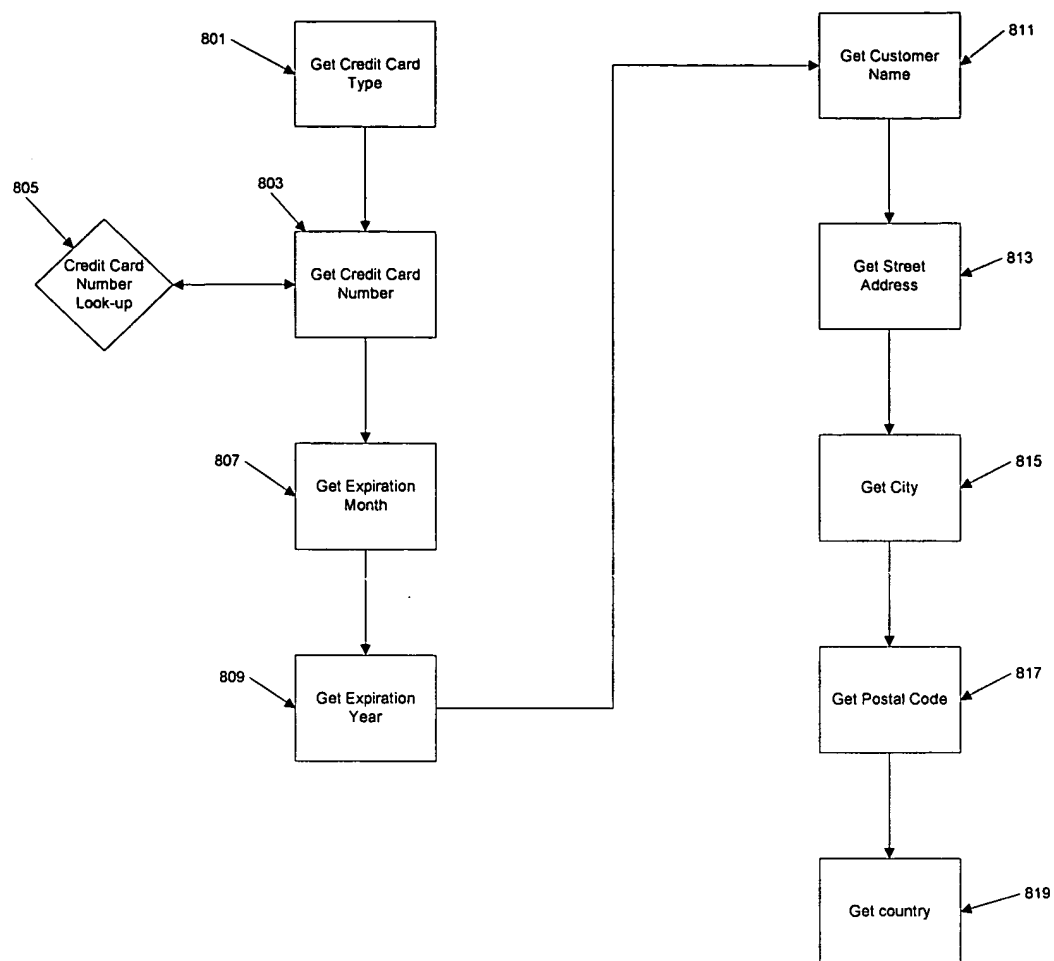 801
Get Credit Card
Type
805
Credit Card
Number
Look-up
803
Get Credit Card
Number
807
Get Expiration
Month
809
Get Expiration
Year
811
Get Customer
Name
813
Get Street
Address
815
Get City
817
Get Postal Code
819
Get country